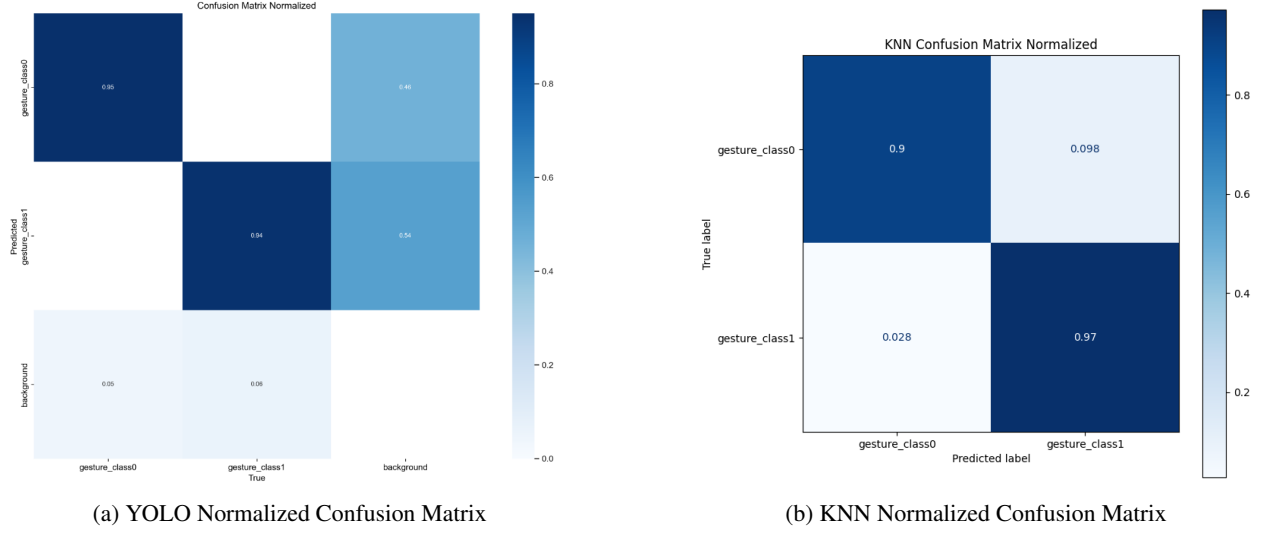 Confusion Matrix Normalized
gesture_class0
0.95
0.46
Predicted
gesture_class1
0.94
0.54
background
0.05
0.06
gesture_class0
gesture_class1
background
True
0.8
0.6
0.4
0.2
0.0
(a) YOLO Normalized Confusion Matrix
KNN Confusion Matrix Normalized
True label
gesture_class0
0.9
0.098
gesture_class1
0.028
0.97
gesture_class0
gesture_class1
Predicted label
0.8
0.6
0.4
0.2
(b) KNN Normalized Confusion Matrix